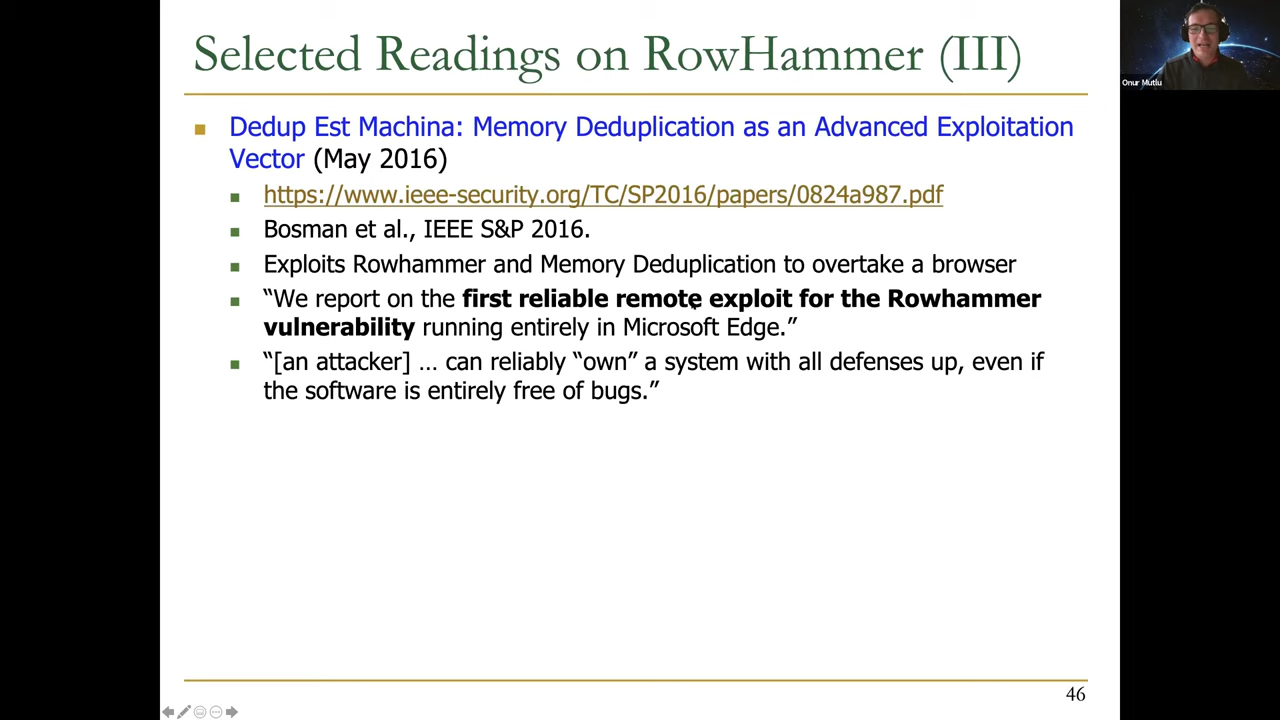 Selected Readings on RowHammer (III)
Onur Mutlu
Dedup Est Machina: Memory Deduplication as an Advanced Exploitation
Vector (May 2016)
https://www.ieee-security.org/TC/SP2016/papers/0824a987.pdf
Bosman et al., IEEE S&P 2016.
Exploits Rowhammer and Memory Deduplication to overtake a browser
“We report on the first reliable remote exploit for the Rowhammer
vulnerability running entirely in Microsoft Edge.”
“[an attacker] … can reliably “own” a system with all defenses up, even if
the software is entirely free of bugs.”
46